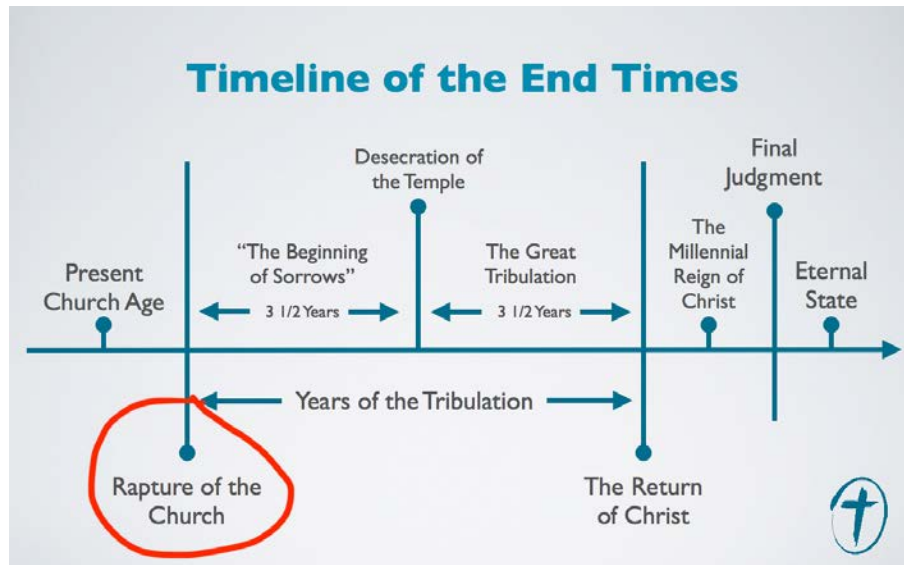 Timeline of the End Times
Desecration of
the Temple
Final
Judgment
Present
Church Age
"The Beginning
of Sorrows"
3 1/2 Years
The Great
Tribulation
3 1/2 Years
The
Millennial
Reign of
Christ
Eternal
State
Years of the Tribulation
Rapture of the
Church
The Return
of Christ